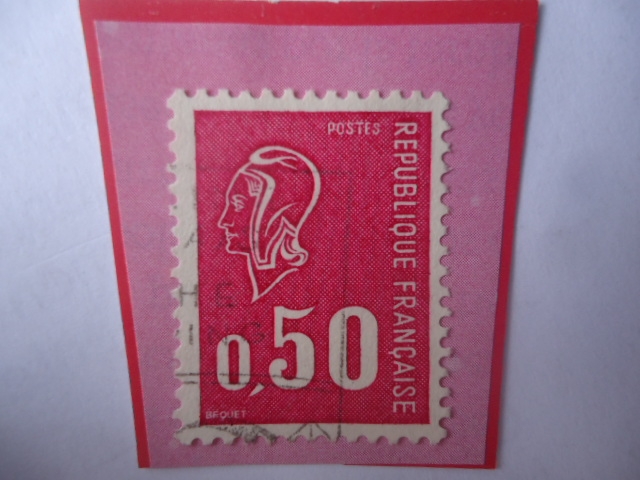 POSTES
REPUBLIQUE FRANÇAISE
0,50
BEQUET